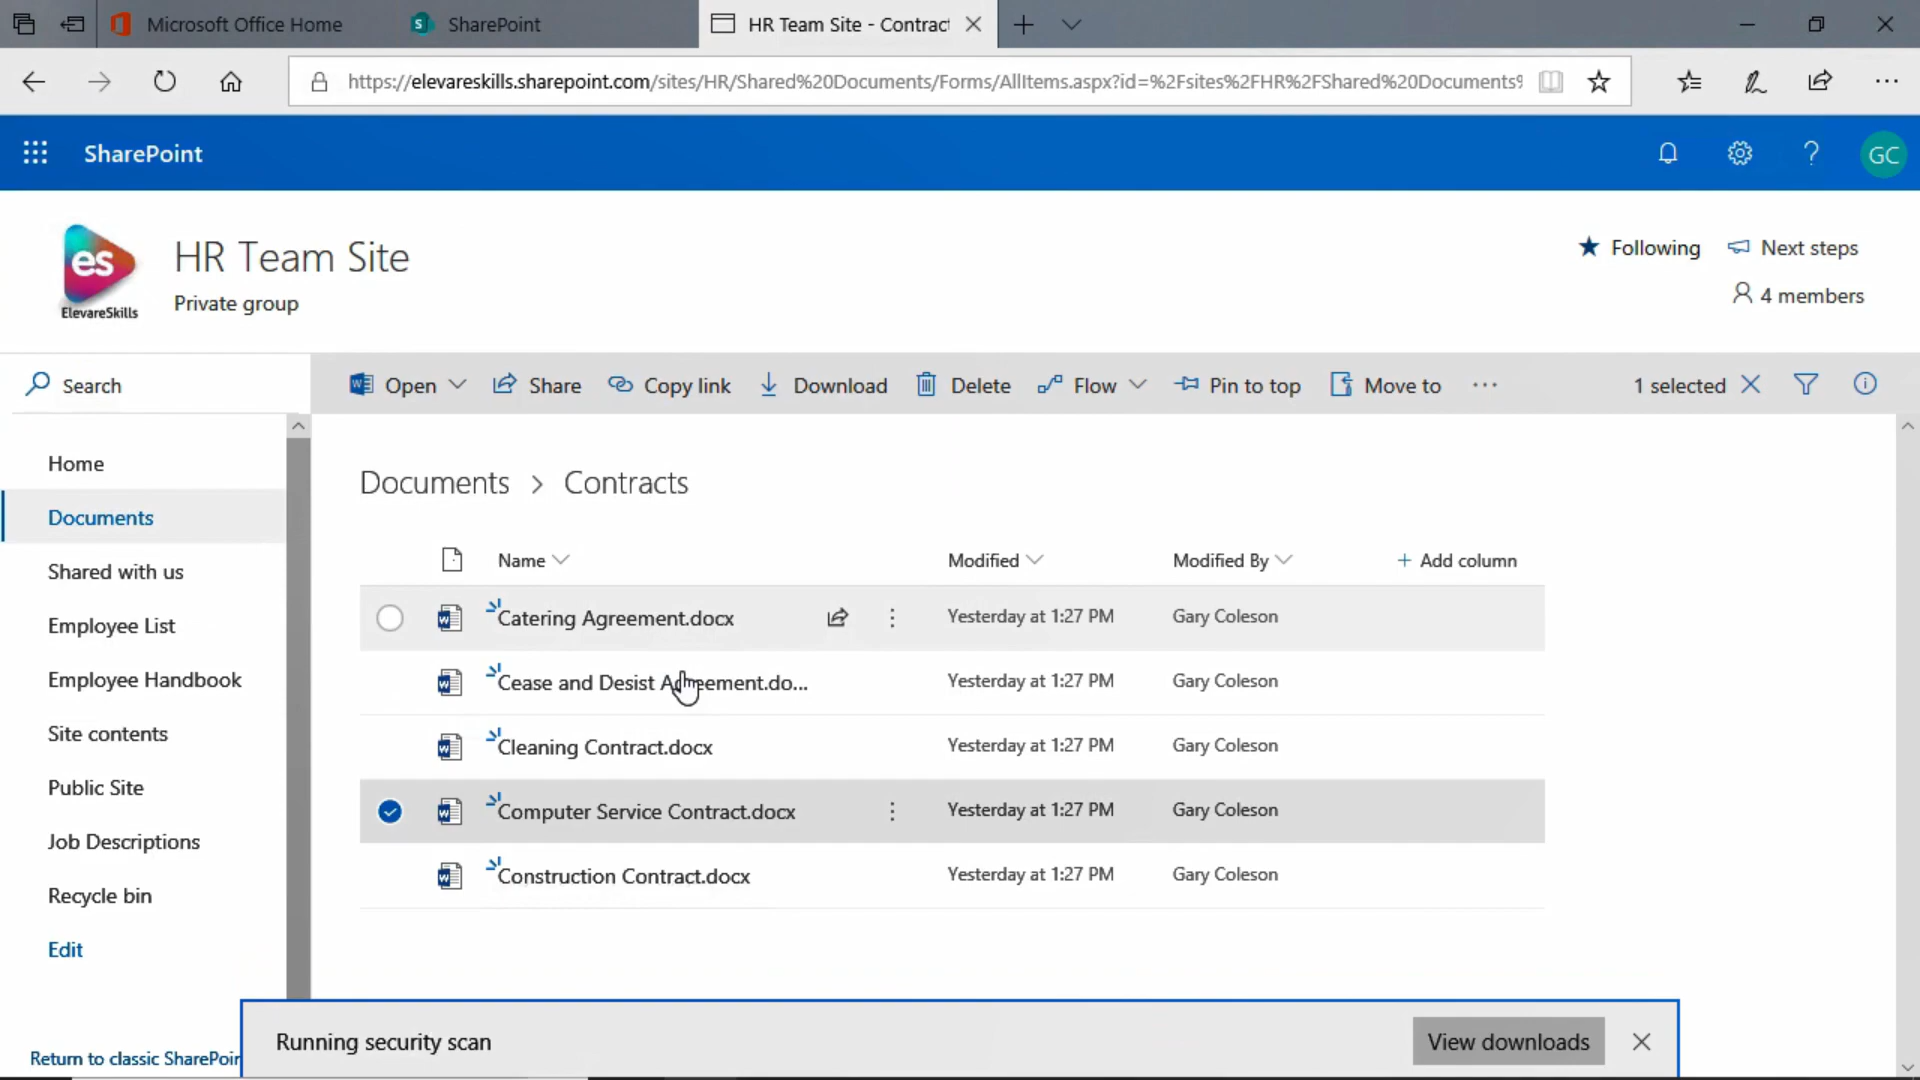 Microsoft Office Home
SharePoint
HR Team Site - Contrac
https://elevareskills.sharepoint.com/sites/HR/Shared%20Documents/Forms/AllItems.aspx?id=%2Fsites%2FHR%2FShared%20Documents%
SharePoint
GC
es
ElevareSkills
HR Team Site
Private group
Following
Next steps
4 members
Search
Open
Share
Copy link
Download
Delete
Flow
Pin to top
Move to
1 selected
Home
Documents
Shared with us
Employee List
Employee Handbook
Site contents
Public Site
Job Descriptions
Recycle bin
Edit
Return to classic SharePoin
Documents > Contracts
Name Modified Modified By + Add column
Catering Agreement.docx Yesterday at 1:27 PM Gary Coleson
Cease and Desist Agreement.do... Yesterday at 1:27 PM Gary Coleson
Cleaning Contract.docx Yesterday at 1:27 PM Gary Coleson
Computer Service Contract.docx Yesterday at 1:27 PM Gary Coleson
Construction Contract.docx Yesterday at 1:27 PM Gary Coleson
Running security scan
View downloads